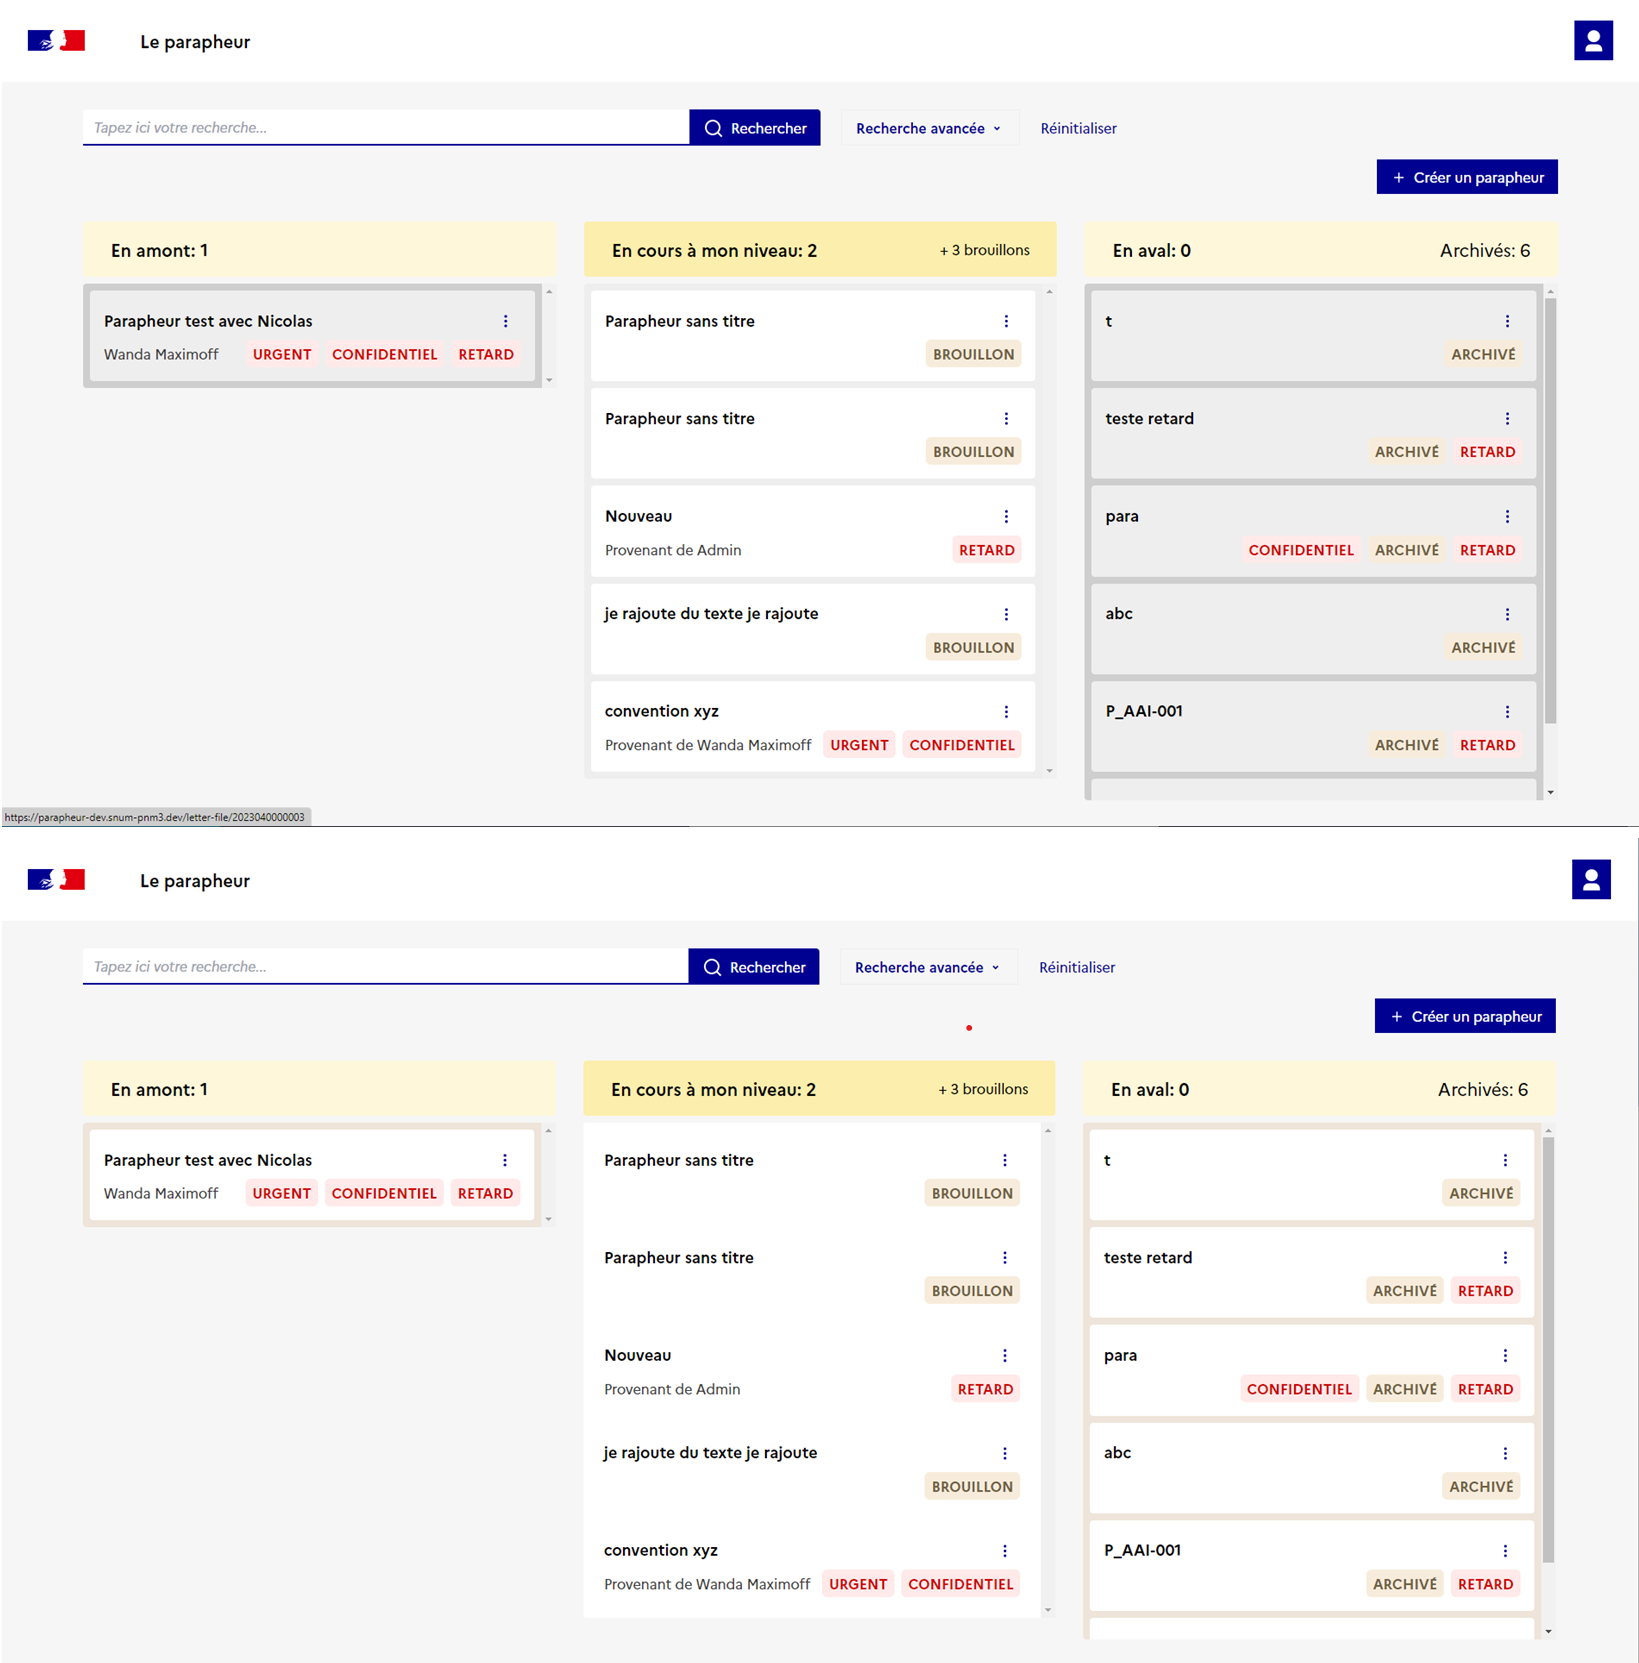 Le parapheur
Tapez ici votre recherche...
Rechercher
Recherche avancée
Réinitialiser
+ Créer un parapheur
En amont: 1
Parapheur test avec Nicolas
Wanda Maximoff URGENT CONFIDENTIEL RETARD
En cours à mon niveau: 2 + 3 brouillons
Parapheur sans titre
BROUILLON
Parapheur sans titre
BROUILLON
Nouveau
Provenant de Admin RETARD
je rajoute du texte je rajoute
BROUILLON
convention xyz
Provenant de Wanda Maximoff URGENT CONFIDENTIEL
En aval: 0 Archivés: 6
t
ARCHIVÉ
teste retard
ARCHIVÉ RETARD
para
CONFIDENTIEL ARCHIVÉ RETARD
abc
ARCHIVÉ
P_AAI-001
ARCHIVÉ RETARD
https://parapheur-dev.snum-pnm3.dev/letter-file/2023040000003
Le parapheur
Tapez ici votre recherche...
Rechercher
Recherche avancée
Réinitialiser
+ Créer un parapheur
En amont: 1
Parapheur test avec Nicolas
Wanda Maximoff URGENT CONFIDENTIEL RETARD
En cours à mon niveau: 2 + 3 brouillons
Parapheur sans titre
BROUILLON
Parapheur sans titre
BROUILLON
Nouveau
Provenant de Admin RETARD
je rajoute du texte je rajoute
BROUILLON
convention xyz
Provenant de Wanda Maximoff URGENT CONFIDENTIEL
En aval: 0 Archivés: 6
t
ARCHIVÉ
teste retard
ARCHIVÉ RETARD
para
CONFIDENTIEL ARCHIVÉ RETARD
abc
ARCHIVÉ
P_AAI-001
ARCHIVÉ RETARD